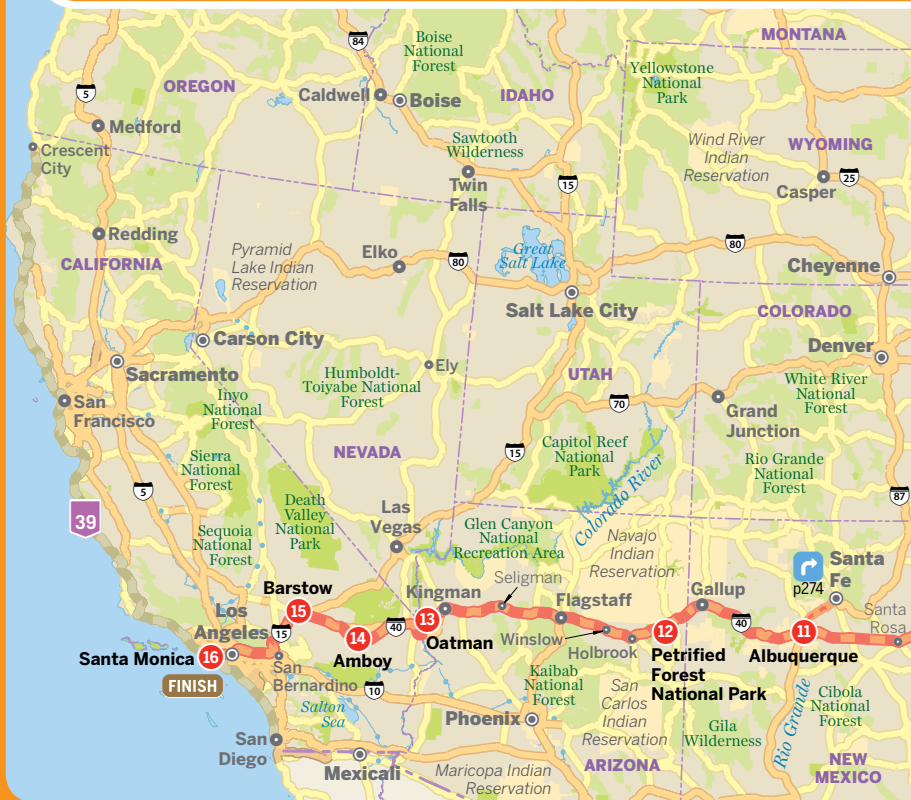 MONTANA
84
Boise
National
Forest
Yellowstone
National
Park
OREGON
5
Caldwell
Boise
IDAHO
Medford
Crescent
City
Sawtooth
Wilderness
Wind River
Indian
Reservation
WYOMING
25
Casper
Twin
Falls
15
Redding
CALIFORNIA
Pyramid
Lake Indian
Reservation
Elko
80
Great
Salt Lake
80
Cheyenne
Salt Lake City
COLORADO
Carson City
Denver
Sacramento
Ely
Humboldt-
Toiyabe National
Forest
UTAH
White River
National
Forest
San
Francisco
Inyo
National
Forest
70
Grand
Junction
NEVADA
15
Capitol Reef
National
Park
Rio Grande
National
Forest
Sierra
National
Forest
5
87
39
Death
Valley
National
Park
Las
Vegas
Colorado River
Sequoia
National
Forest
Glen Canyon
National
Recreation Area
Navajo
Indian
Reservation
p274
Santa
Fe
Barstow
15
Kingman
Seligman
Gallup
Los
Angeles
15
14
40
13
Flagstaff
12
40
11
Santa
Rosa
Santa Monica
16
Amboy
Oatman
Winslow
Holbrook
Petrified
Forest
National Park
Albuquerque
FINISH
San
Bernardino
10
Kaibab
National
Forest
San
Carlos
Indian
Reservation
Cibola
National
Forest
Salton
Sea
Phoenix
Gila
Wilderness
Rio Grande
San
Diego
Mexicali
Maricopa Indian
Reservation
ARIZONA
NEW
MEXICO